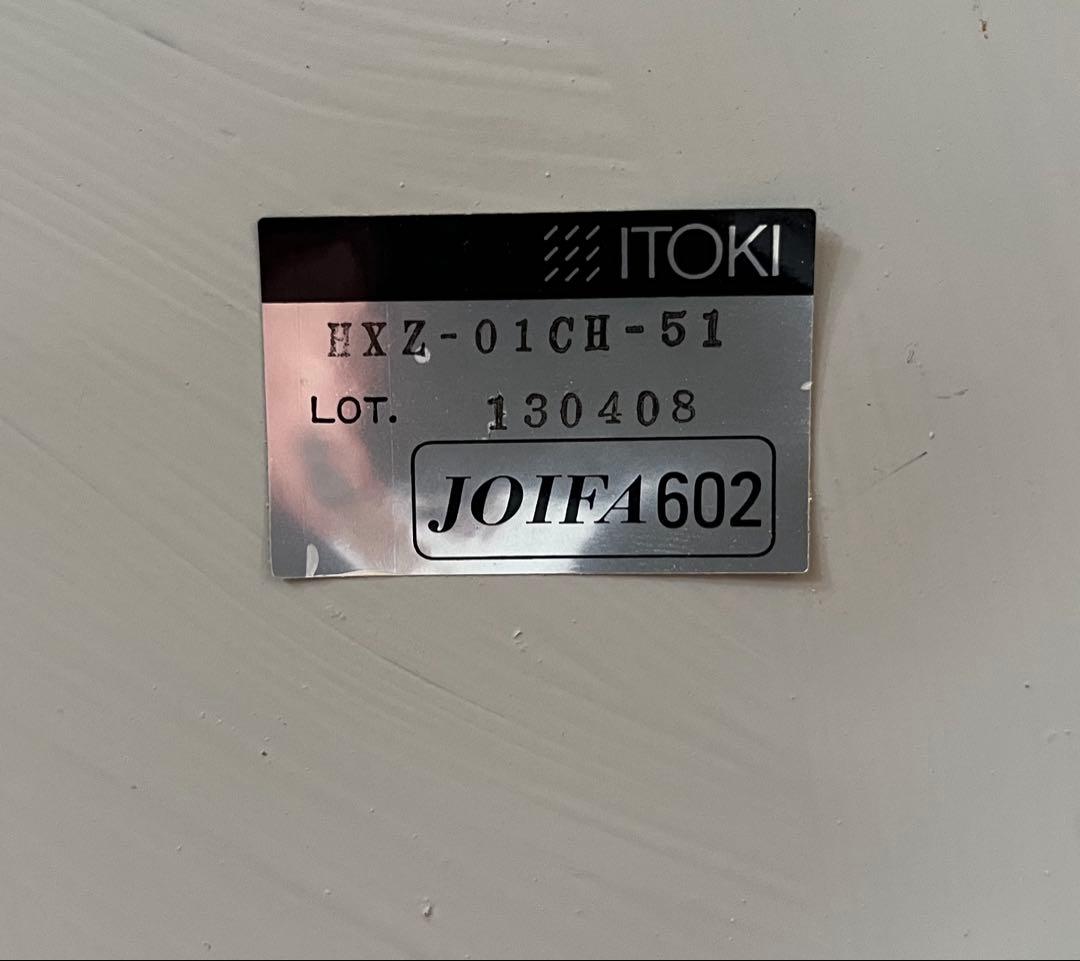 ITOKI
HXZ-01CH-51
LOT. 130408
JOIFA602